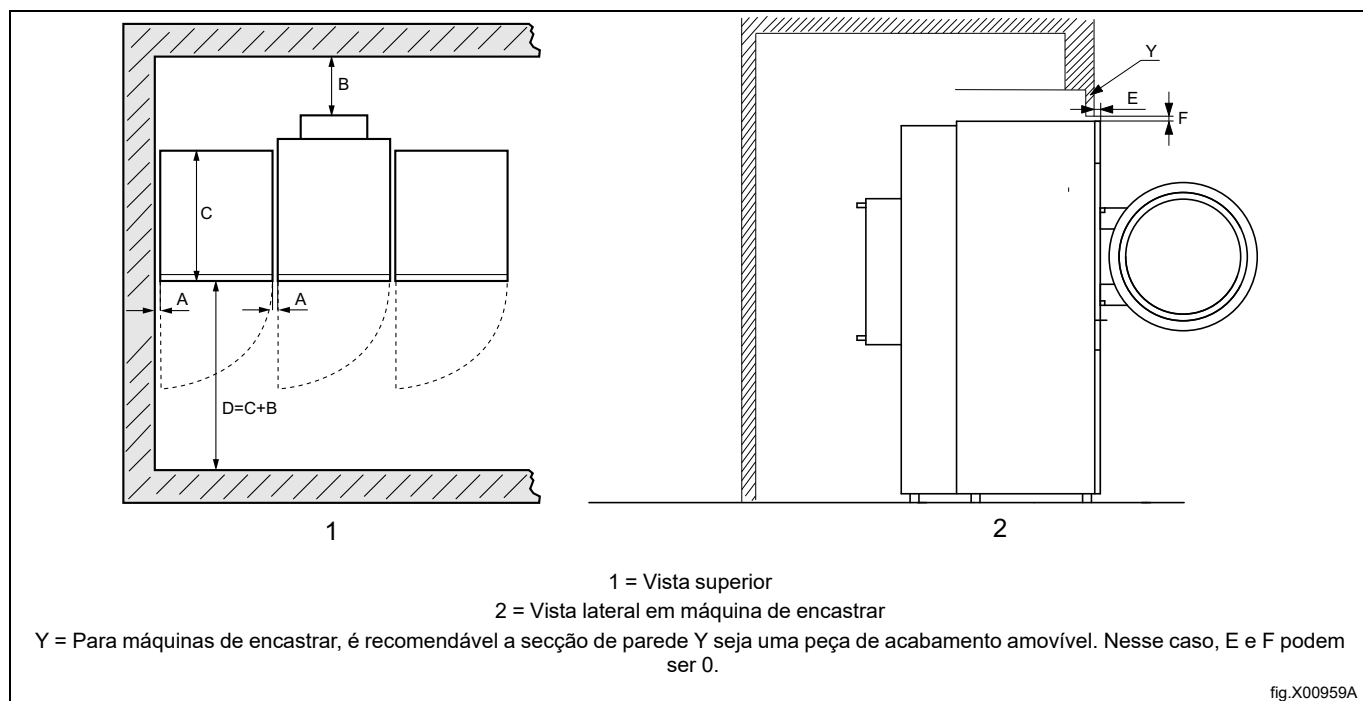 B
C
A
A
D=C+B
1
Y
E
F
2
1 = Vista superior
2 = Vista lateral em máquina de encastrar
Y = Para máquinas de encastrar, é recomendável a secção de parede Y seja uma peça de acabamento amovível. Nesse caso, E e F podem
ser 0.
fig.X00959A